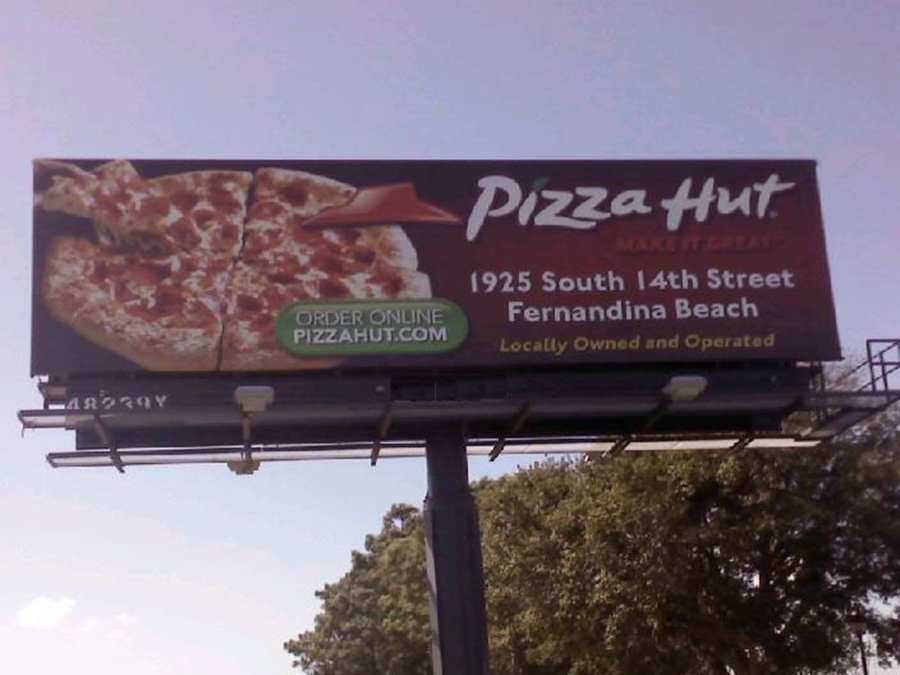 Pizza Hut
MAKE IT GREAT
1925 South 14th Street
Fernandina Beach
Locally Owned and Operated
ORDER ONLINE
PIZZAHUT.COM
48239Y